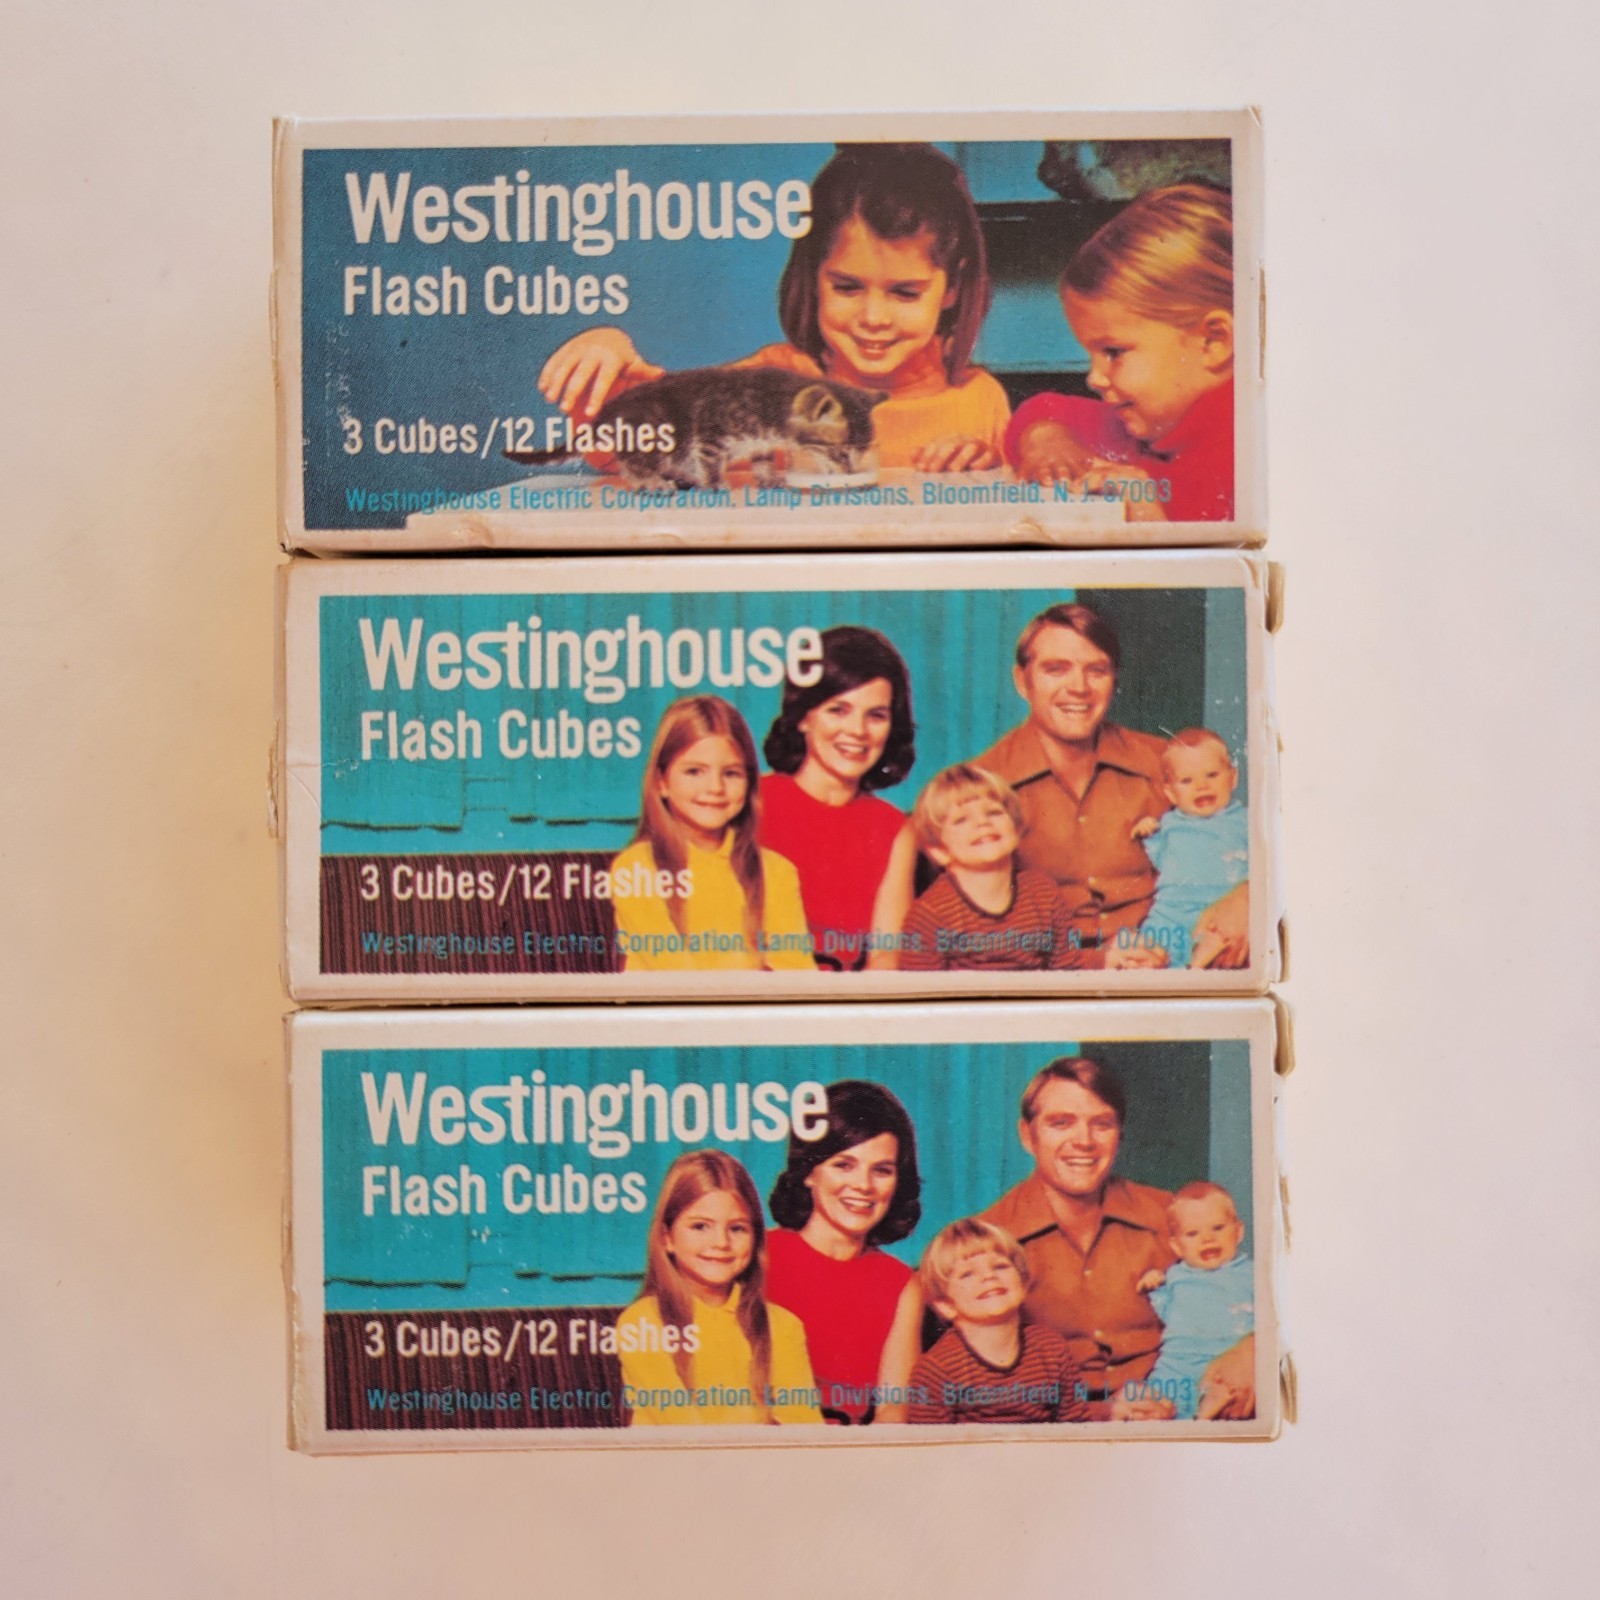 Westinghouse
Flash Cubes
3 Cubes/12 Flashes
Westinghouse Electric Corporation, Lamp Divisions, Bloomfield, N. J. 07003
Westinghouse
Flash Cubes
3 Cubes/12 Flashes
Westinghouse Electric Corporation, Lamp Divisions, Bloomfield, N. J. 07003
Westinghouse
Flash Cubes
3 Cubes/12 Flashes
Westinghouse Electric Corporation, Lamp Divisions, Bloomfield, N. J. 07003